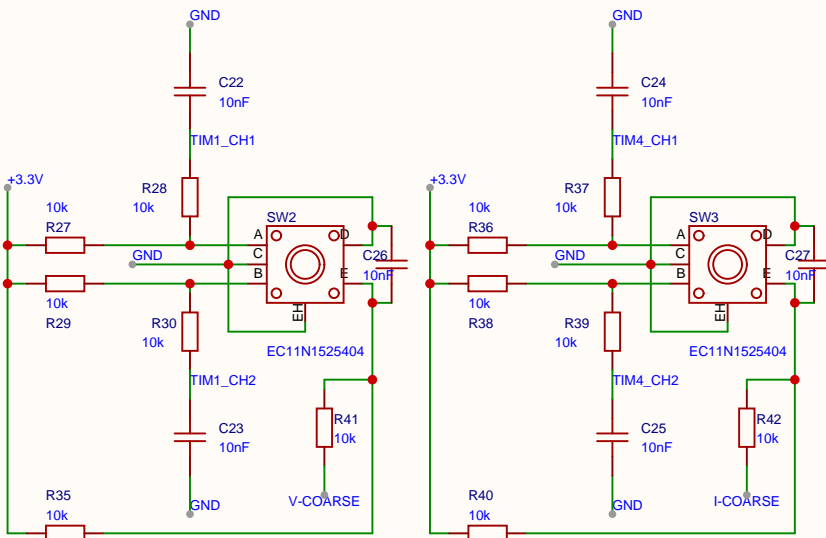 GND
C22
10nF
TIM1_CH1
+3.3V
R28
10k
10k
R27
SW2
A
D
C
GND
B
E
C26
10nF
10k
R29
R30
10k
EH
EC11N1525404
TIM1_CH2
C23
10nF
R41
10k
V-COARSE
GND
R35
10k
GND
C24
10nF
TIM4_CH1
+3.3V
R37
10k
10k
R36
SW3
A
D
C
GND
B
E
C27
10nF
10k
R38
R39
10k
EH
EC11N1525404
TIM4_CH2
C25
10nF
R42
10k
I-COARSE
GND
R40
10k